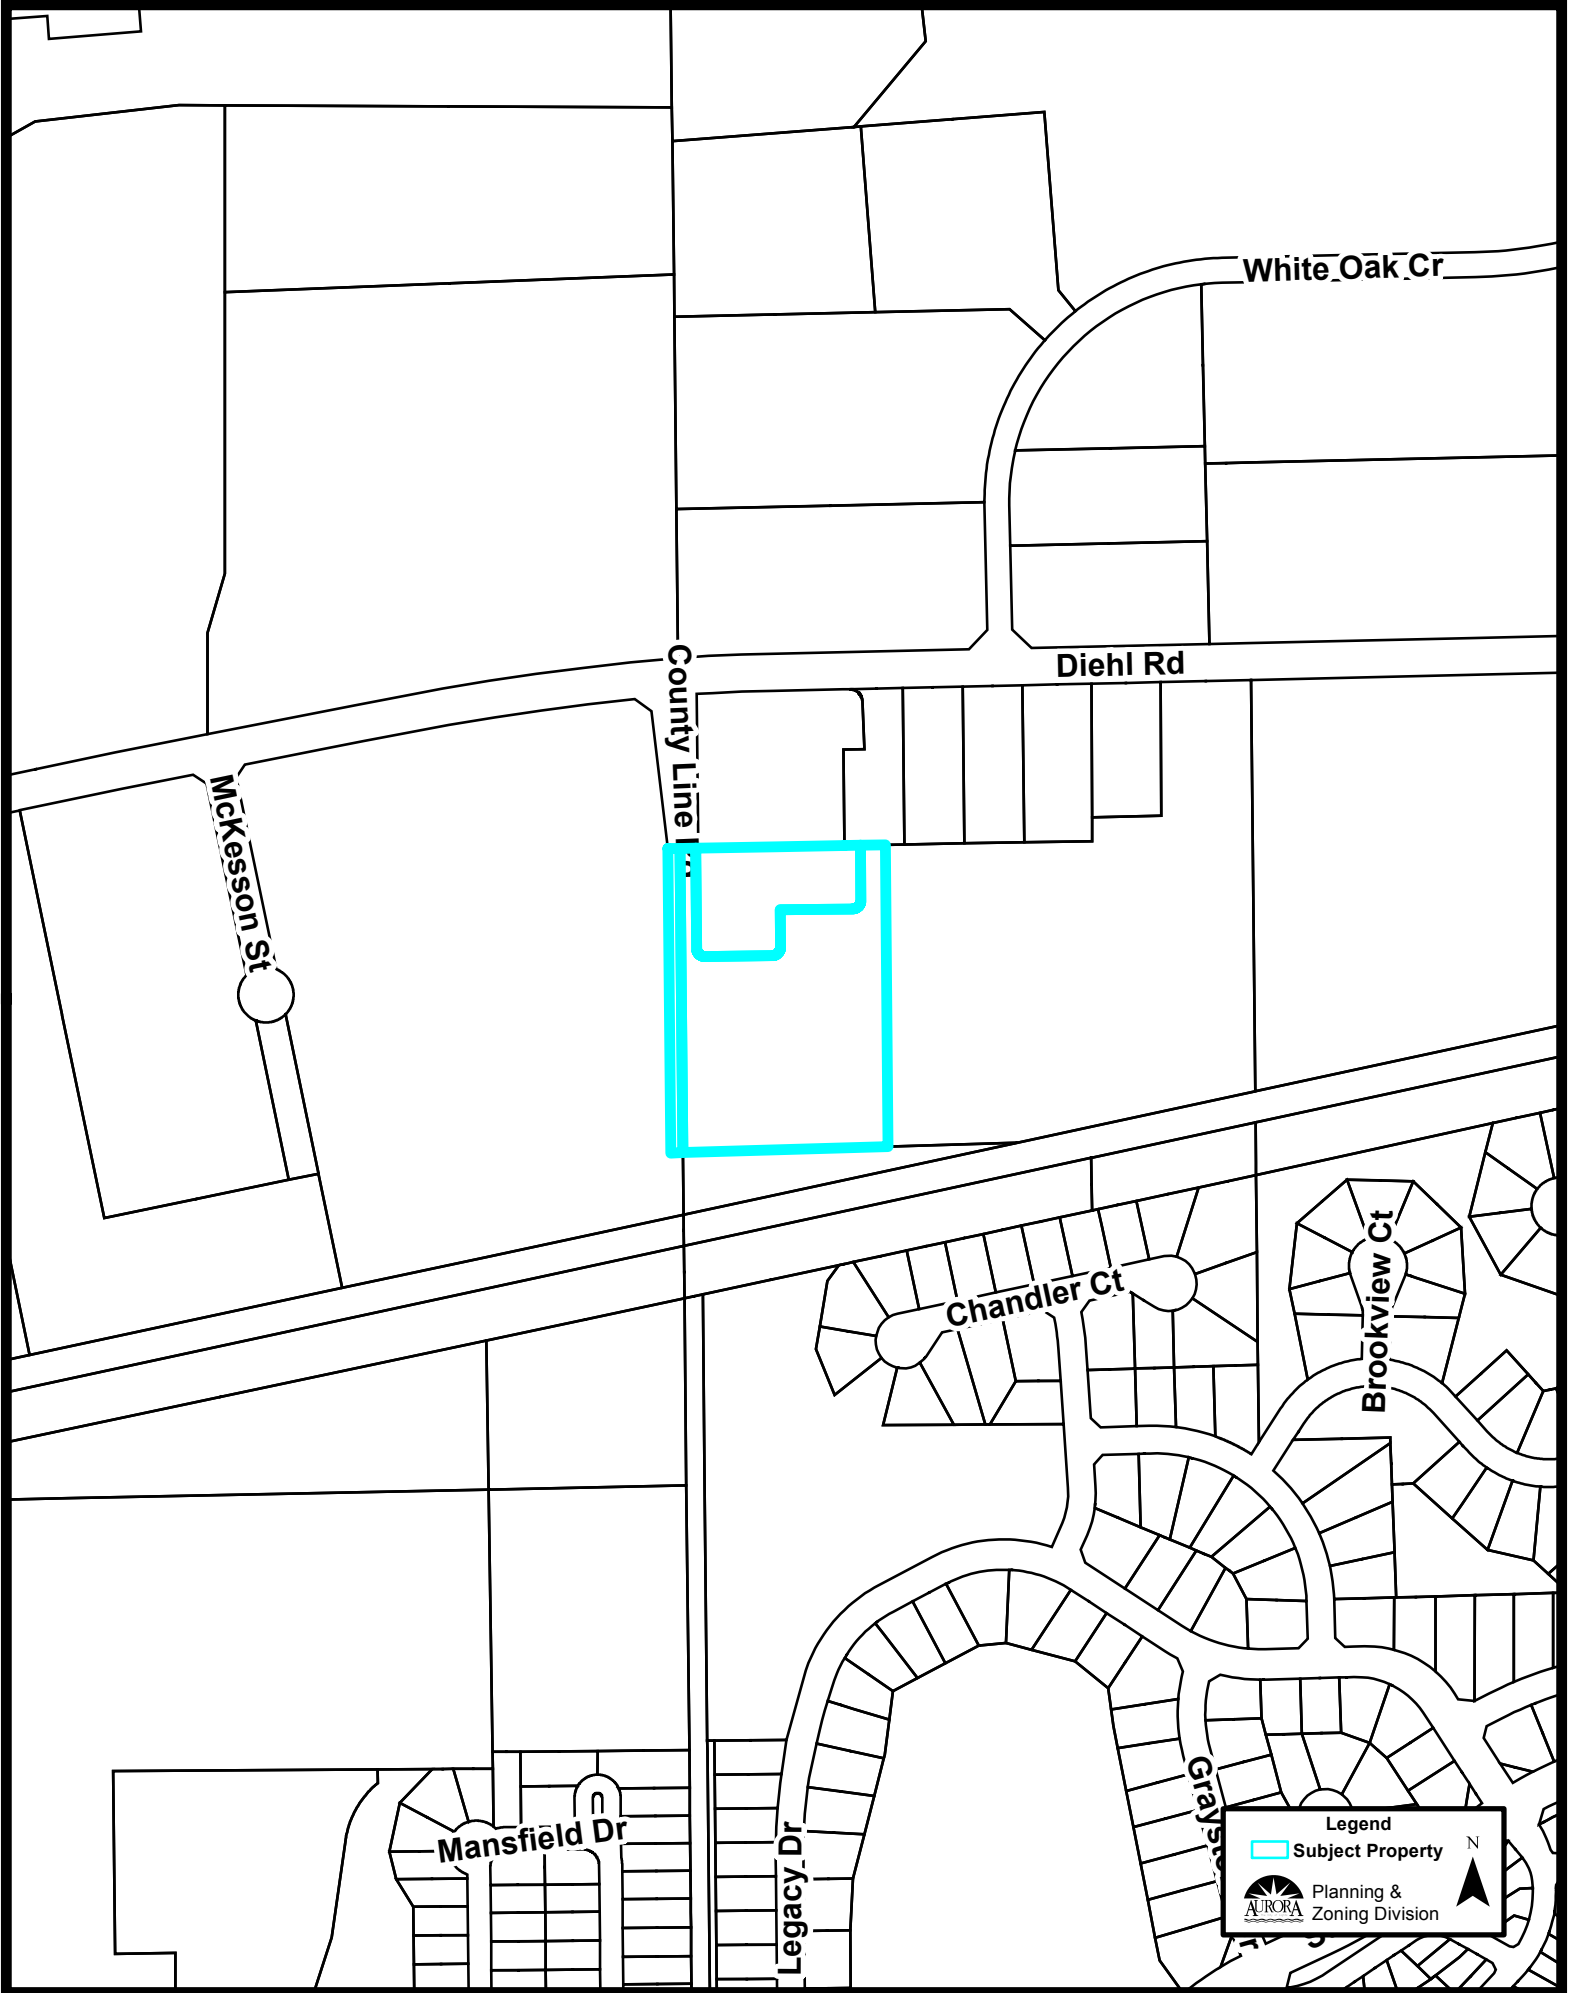 White Oak Cr
Diehl Rd
County Line
McKesson St
Chandler Ct
Brookview Ct
Mansfield Dr
Legacy Dr
Legend
Subject Property
N
AURORA
Planning &
Zoning Division